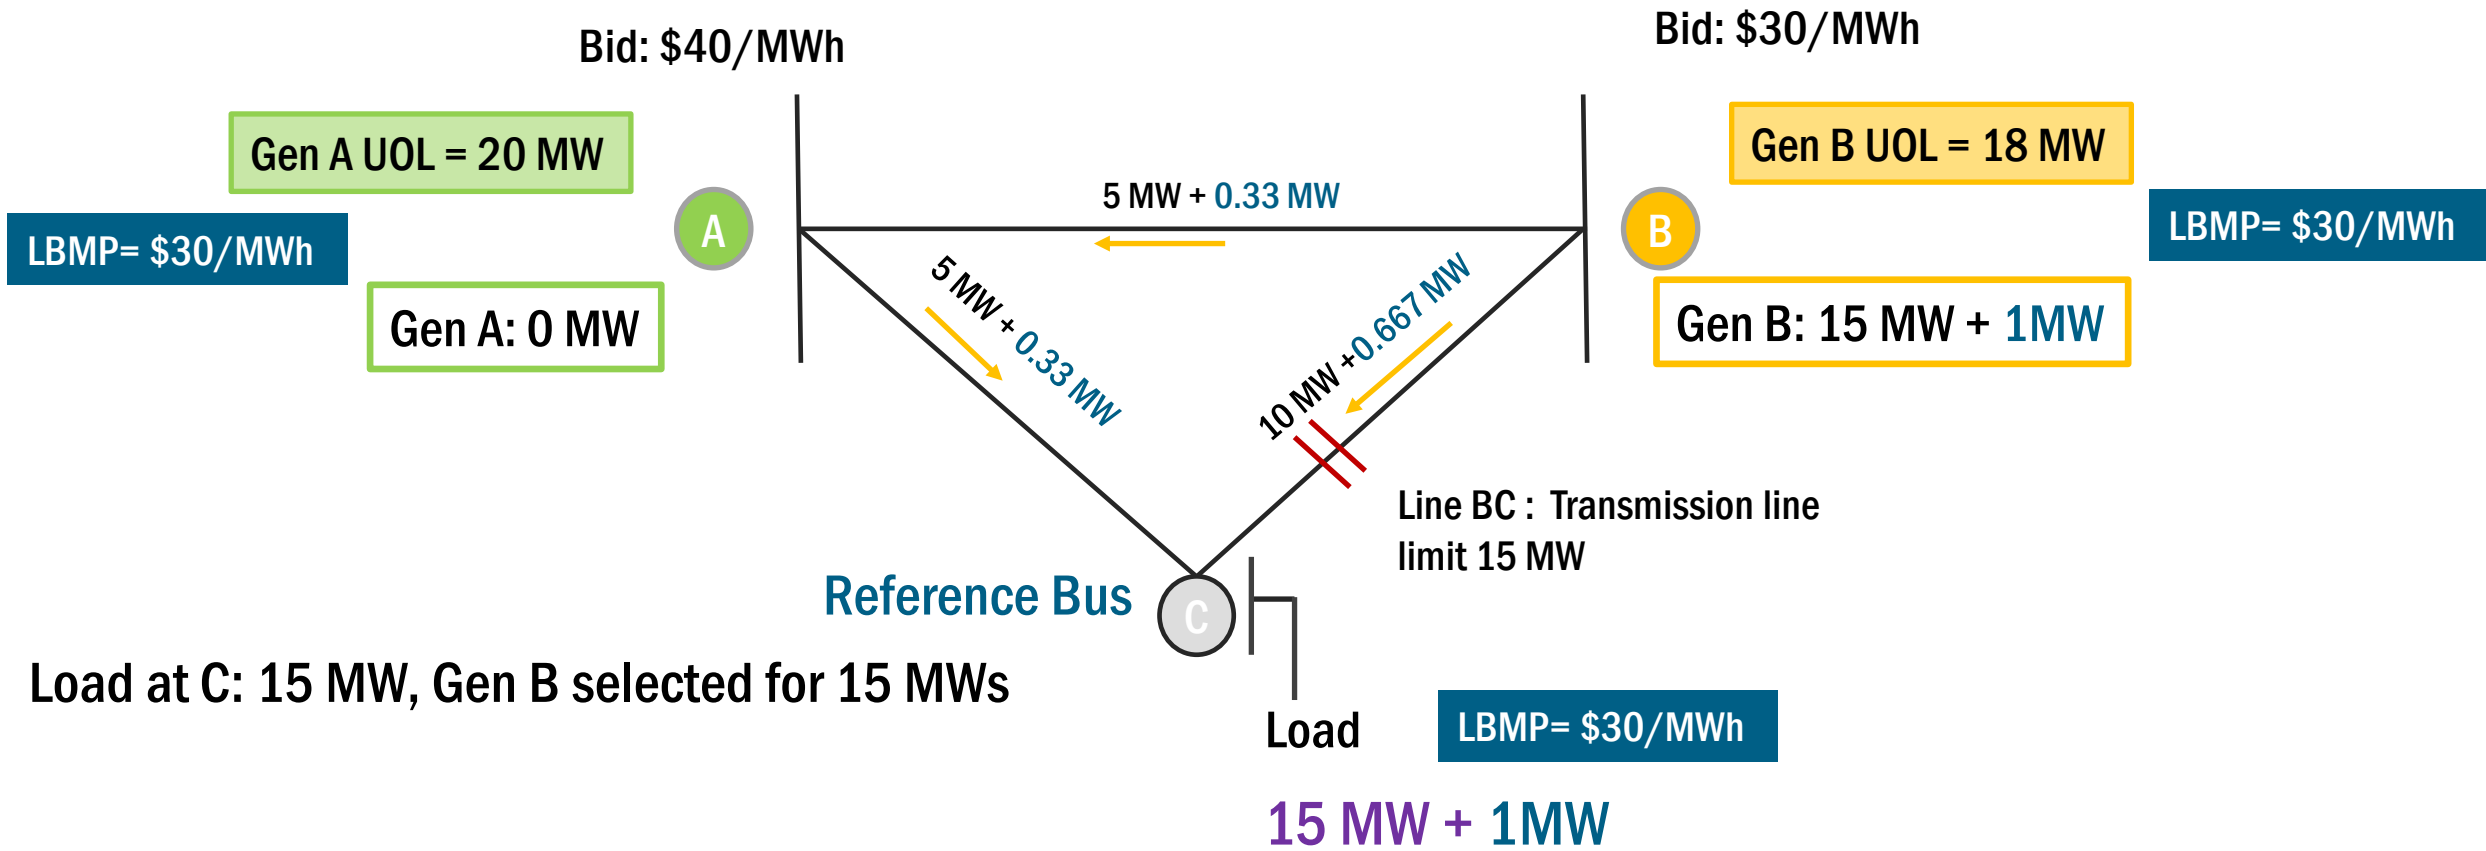 Bid: $40/MWh
Bid: $30/MWh
Gen A UOL = 20 MW
Gen B UOL = 18 MW
5 MW + 0.33 MW
LBMP= $30/MWh
A
B
LBMP= $30/MWh
Gen A: 0 MW
5 MW + 0.33 MW
10 MW +0.667 MW
Gen B: 15 MW + 1MW
Line BC : Transmission line
limit 15 MW
Reference Bus
C
Load at C: 15 MW, Gen B selected for 15 MWs
Load
LBMP= $30/MWh
15 MW + 1MW